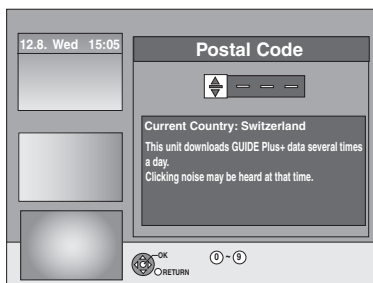 12.8. Wed 15:05
Postal Code
– – –
Current Country: Switzerland
This unit downloads GUIDE Plus+ data several times
a day.
Clicking noise may be heard at that time.
OK
RETURN
0 ~ 9